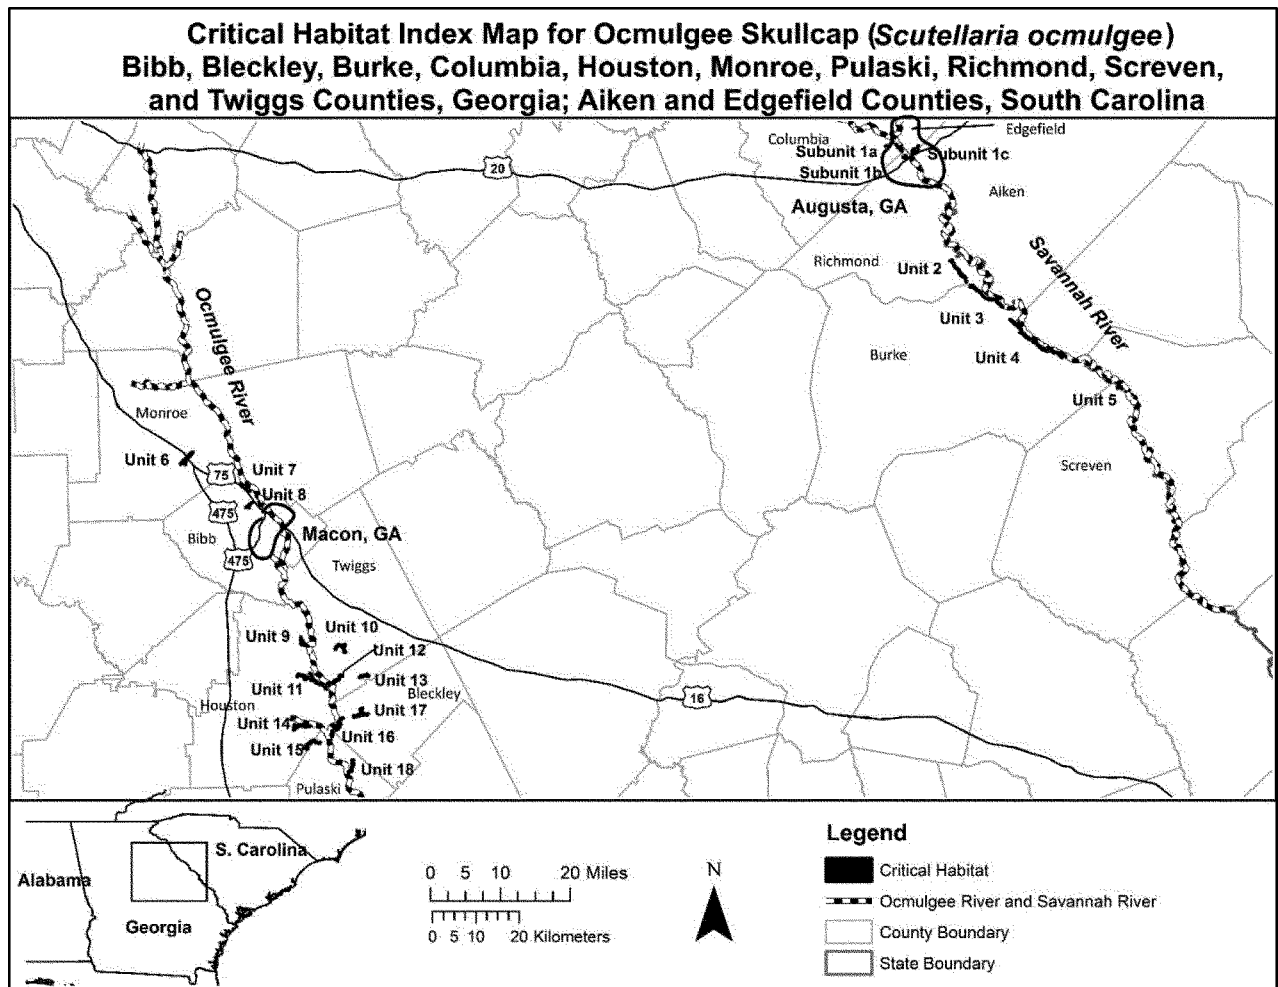 Critical Habitat Index Map for Ocmulgee Skullcap (Scutellaria ocmulgee)
Bibb, Bleckley, Burke, Columbia, Houston, Monroe, Pulaski, Richmond, Screven,
and Twiggs Counties, Georgia; Aiken and Edgefield Counties, South Carolina
Edgefield
Columbia
Subunit 1a
Subunit 1c
20
Subunit 1b
Aiken
Augusta, GA
Savannah River
Richmond
Unit 2
Ocmulgee River
Unit 3
Burke
Unit 4
Unit 5
Monroe
Unit 6
Screven
75
Unit 7
Unit 8
475
Bibb
Macon, GA
475
Twiggs
Unit 9
Unit 10
Unit 12
Unit 11
Unit 13
Bleckley
Houston
16
Unit 14
Unit 17
Unit 16
Unit 15
Unit 18
Pulaski
Legend
S. Carolina
Alabama
Georgia
0 5 10 20 Miles
0 5 10 20 Kilometers
N
Critical Habitat
Ocmulgee River and Savannah River
County Boundary
State Boundary